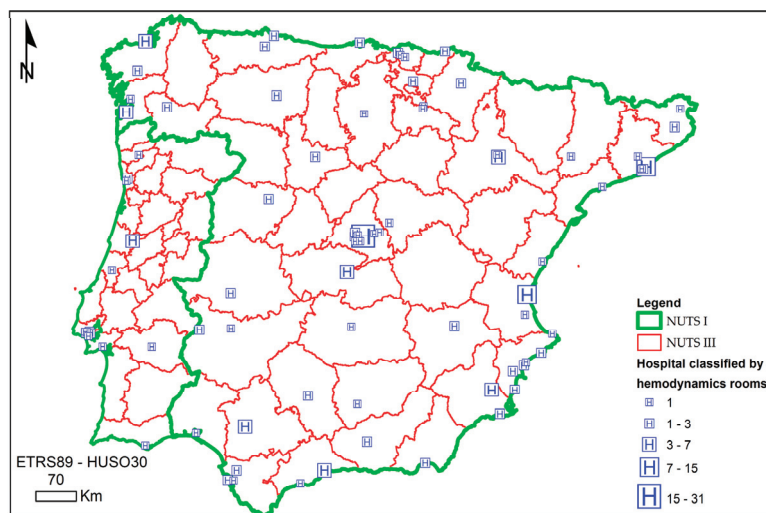 N
Legend
NUTS I
NUTS III
Hospital classified by
hemodynamics rooms
H 1
H 1 - 3
H 3 - 7
H 7 - 15
H 15 - 31
ETRS89 - HUSO30
70
Km